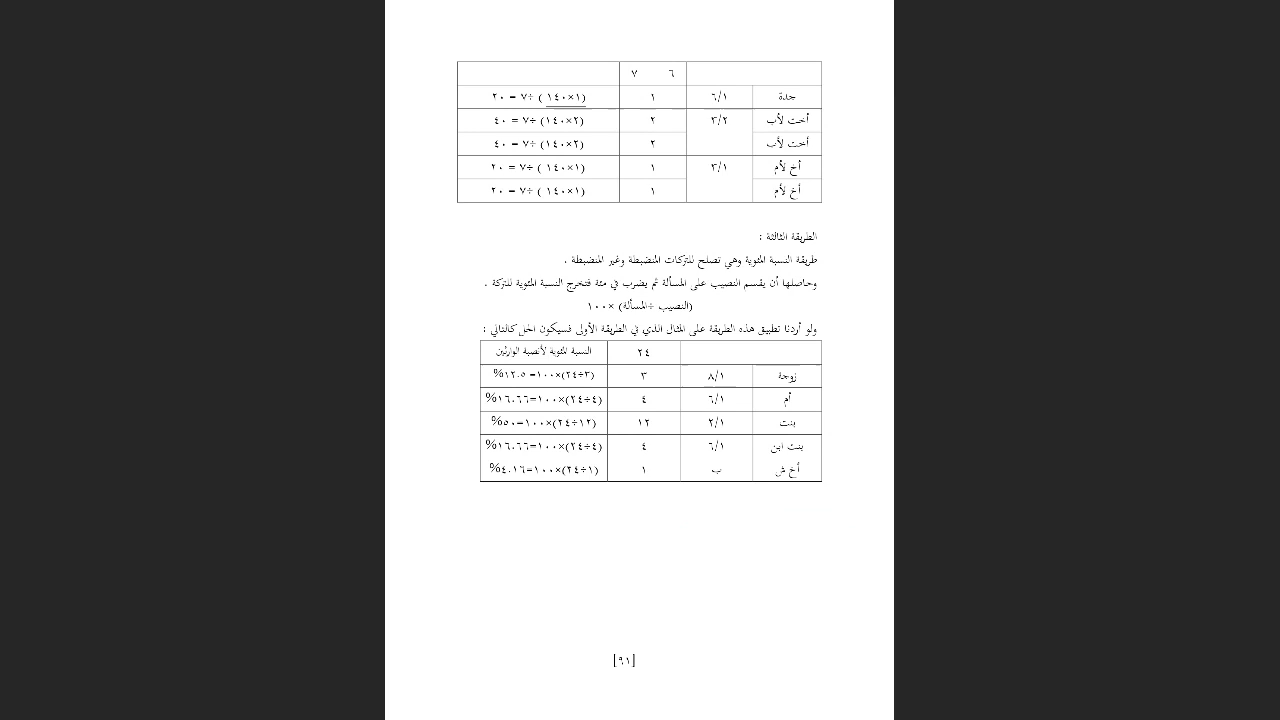 ٦ ٧
جدة ٦/١ ١ (١×١٤٠) ÷٧ = ٢٠
أخت لأب ٣/٢ ٢ (٢×١٤٠) ÷٧ = ٤٠
أخت لأب ٢ (٢×١٤٠) ÷٧ = ٤٠
أخ لأم ٣/١ ١ (١×١٤٠) ÷٧ = ٢٠
أخ لأم ١ (١×١٤٠) ÷٧ = ٢٠
الطريقة الثالثة :
طريقة النسبة المئوية وهي تصلح للتركات المنضبطة وغير المنضبطة .
وحاصلها أن يقسم النصيب على المسألة ثم يضرب في مئة فتخرج النسبة المئوية للتركة .
(النصيب ÷المسألة) ×١٠٠
ولو أردنا تطبيق هذه الطريقة على المثال الذي في الطريقة الأولى فسيكون الحل كالتالي :
٢٤ النسبة المئوية لأنصبة الوارثين
زوجة ٨/١ ٣ (٣÷٢٤)×١٠٠= ١٢.٥%
أم ٦/١ ٤ (٤÷٢٤)×١٠٠=١٦.٦٦%
بنت ٢/١ ١٢ (١٢÷٢٤)×١٠٠=٥٠%
بنت ابن ٦/١ ٤ (٤÷٢٤)×١٠٠=١٦.٦٦%
أخ ش ب ١ (١÷٢٤)×١٠٠=٤.١٦%
[٩١]